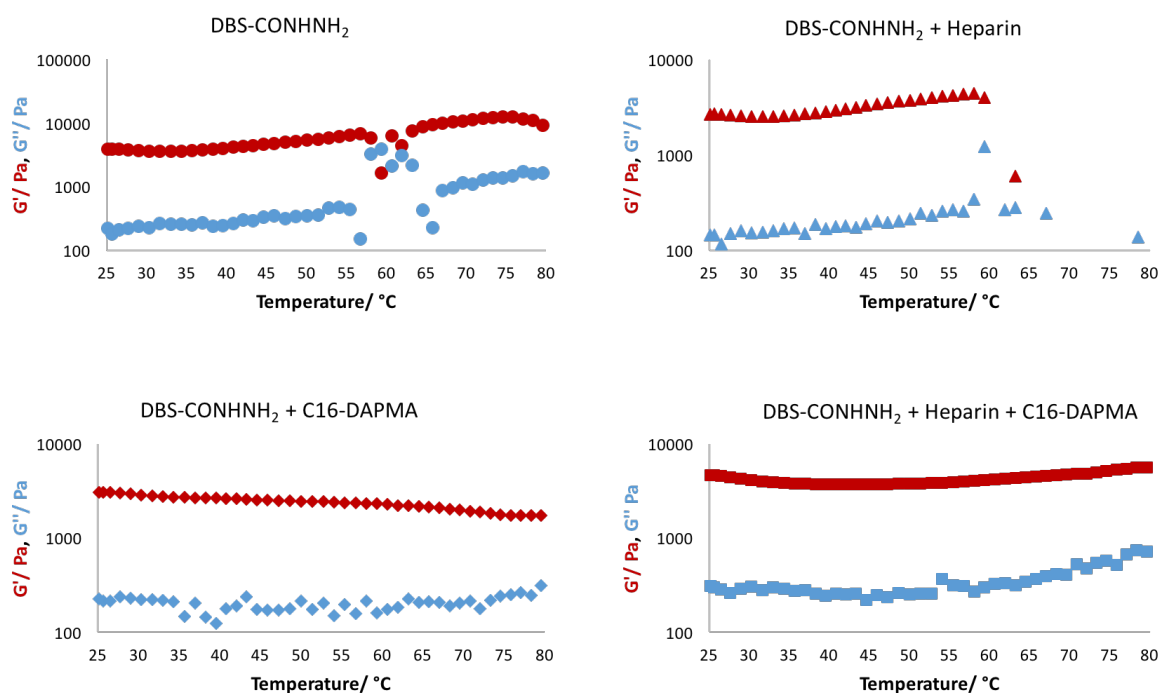 DBS-CONHNH₂
100000
10000
1000
100
G'/ Pa, G''/ Pa
25 30 35 40 45 50 55 60 65 70 75 80
Temperature/ °C
DBS-CONHNH₂ + Heparin
10000
1000
100
G'/ Pa, G''/ Pa
25 30 35 40 45 50 55 60 65 70 75 80
Temperature/ °C
DBS-CONHNH₂ + C16-DAPMA
10000
1000
100
G'/ Pa, G''/ Pa
25 30 35 40 45 50 55 60 65 70 75 80
Temperature/ °C
DBS-CONHNH₂ + Heparin + C16-DAPMA
10000
1000
100
G'/ Pa, G'' Pa
25 30 35 40 45 50 55 60 65 70 75 80
Temperature/ °C